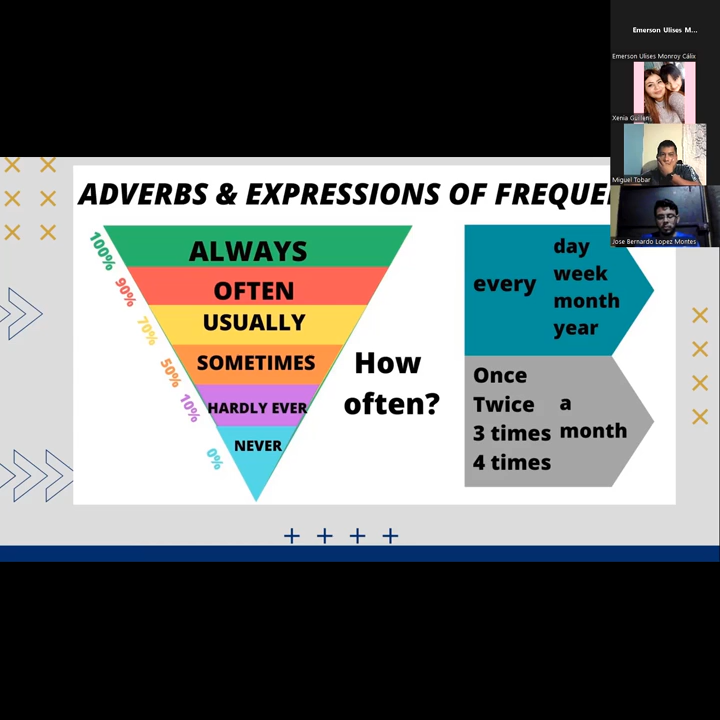 Emerson Ulises M...
Emerson Ulises Monroy Cálix
Xenia Guillen
Miguel Tobar
Jose Bernardo Lopez Montes
ADVERBS & EXPRESSIONS OF
100% ALWAYS
90% OFTEN
70% USUALLY
50% SOMETIMES
10% HARDLY EVER
0% NEVER
How
often?
every
day
week
month
year
Once
Twice
3 times
4 times
a
month